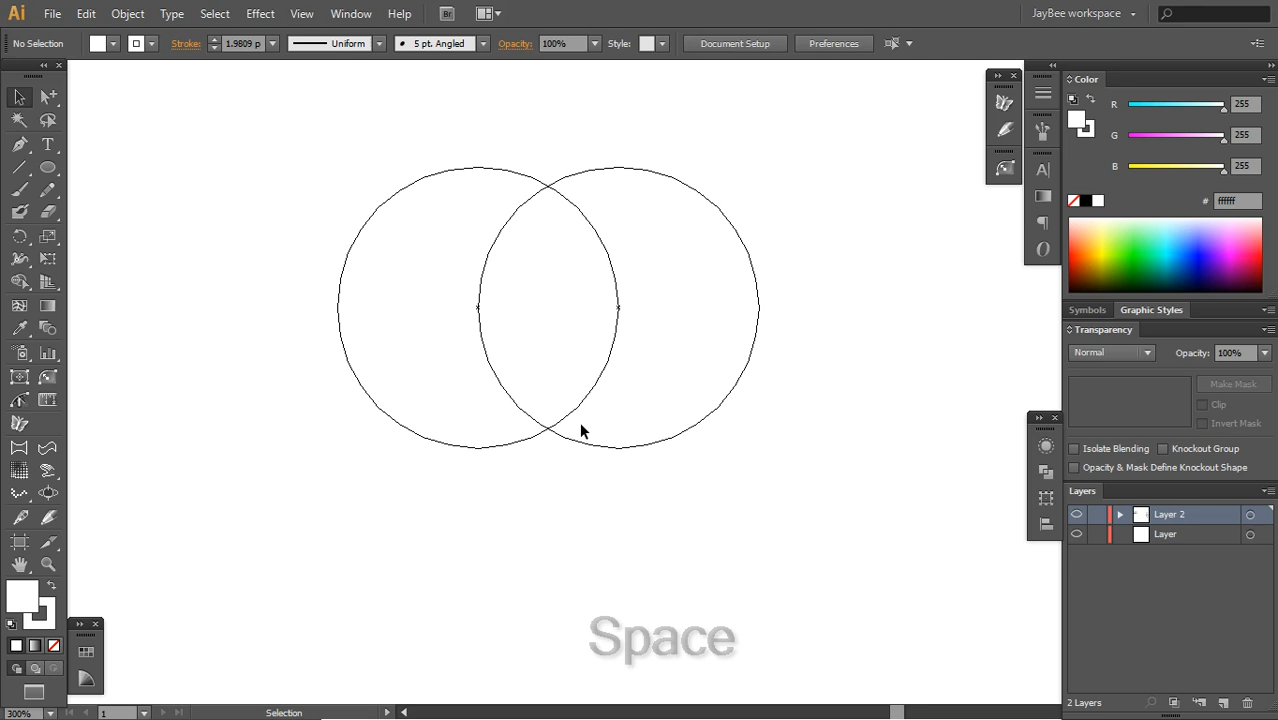 Ai File Edit Object Type Select Effect View Window Help Br JayBee workspace
No Selection Stroke: 1.9809 p Uniform 5 pt. Angled Opacity: 100% Style: Document Setup Preferences
Color
R 255
G 255
B 255
# ffffff
Symbols Graphic Styles
Transparency
Normal Opacity: 100%
Make Mask
Clip
Invert Mask
Isolate Blending Knockout Group
Opacity & Mask Define Knockout Shape
Layers
Layer 2
Layer
2 Layers
Space
300% 1 Selection